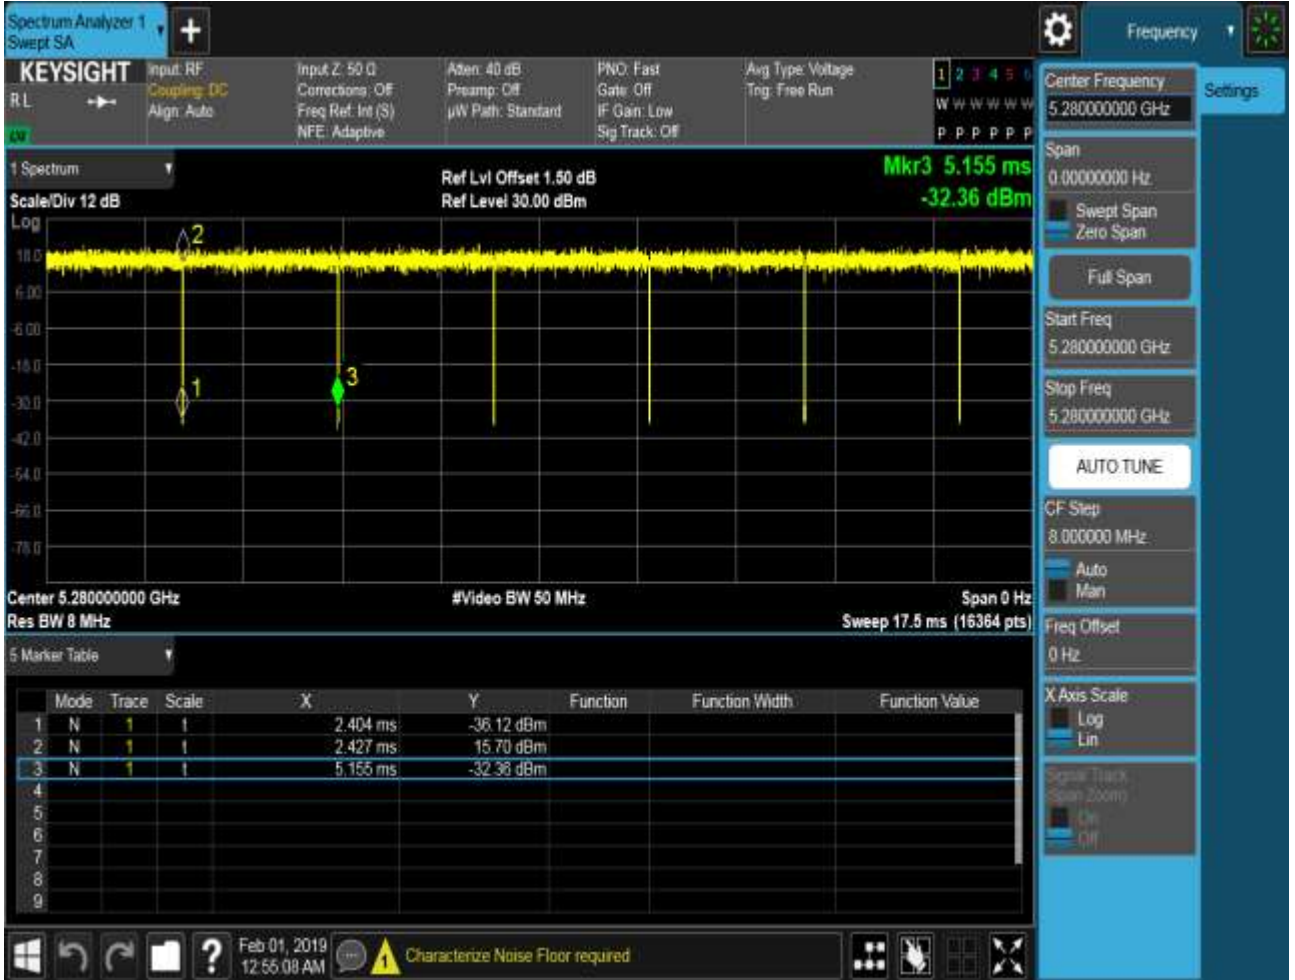 Spectrum Analyzer 1
Swept SA
+
Frequency
KEYSIGHT
Input: RF
Input Z: 50 Ω
Atten: 40 dB
PNO: Fast
Avg Type: Voltage
1 2 3 4 5 6
RL
Coupling: DC
Corrections: Off
Preamp: Off
Gate: Off
Trig: Free Run
W W W W W W
Align: Auto
Freq Ref: Int (S)
µW Path: Standard
IF Gain: Low
NFE: Adaptive
Sig Track: Off
P P P P P P
1 Spectrum
Ref Lvl Offset 1.50 dB
Mkr3 5.155 ms
Scale/Div 12 dB
Ref Level 30.00 dBm
-32.36 dBm
Log
2
18.0
6.00
-6.00
-18.0
3
1
-30.0
-42.0
-54.0
-66.0
-78.0
Center 5.280000000 GHz
#Video BW 50 MHz
Span 0 Hz
Res BW 8 MHz
Sweep 17.5 ms (16364 pts)
5 Marker Table
Mode Trace Scale X Y Function Function Width Function Value
1 N 1 t 2.404 ms -36.12 dBm
2 N 1 t 2.427 ms 15.70 dBm
3 N 1 t 5.155 ms -32.36 dBm
4
5
6
7
8
9
Feb 01, 2019
12:55:08 AM
?
1
Characterize Noise Floor required
Settings
Center Frequency
5.280000000 GHz
Span
0.00000000 Hz
Swept Span
Zero Span
Full Span
Start Freq
5.280000000 GHz
Stop Freq
5.280000000 GHz
AUTO TUNE
CF Step
8.000000 MHz
Auto
Man
Freq Offset
0 Hz
X Axis Scale
Log
Lin
Signal Track
(Span Zoom)
On
Off